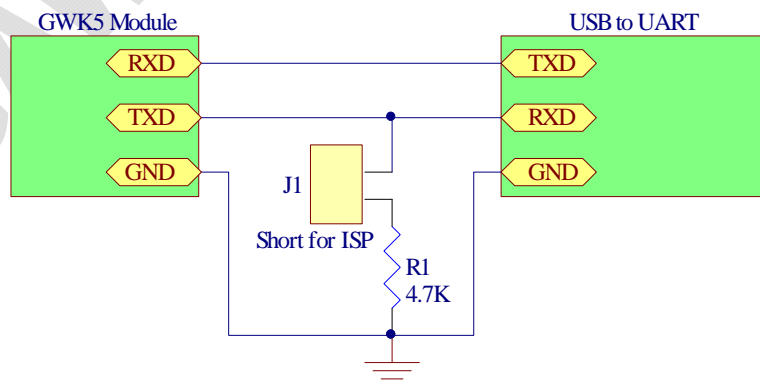 GWK5 Module
USB to UART
RXD
TXD
TXD
RXD
GND
GND
J1
Short for ISP
R1
4.7K